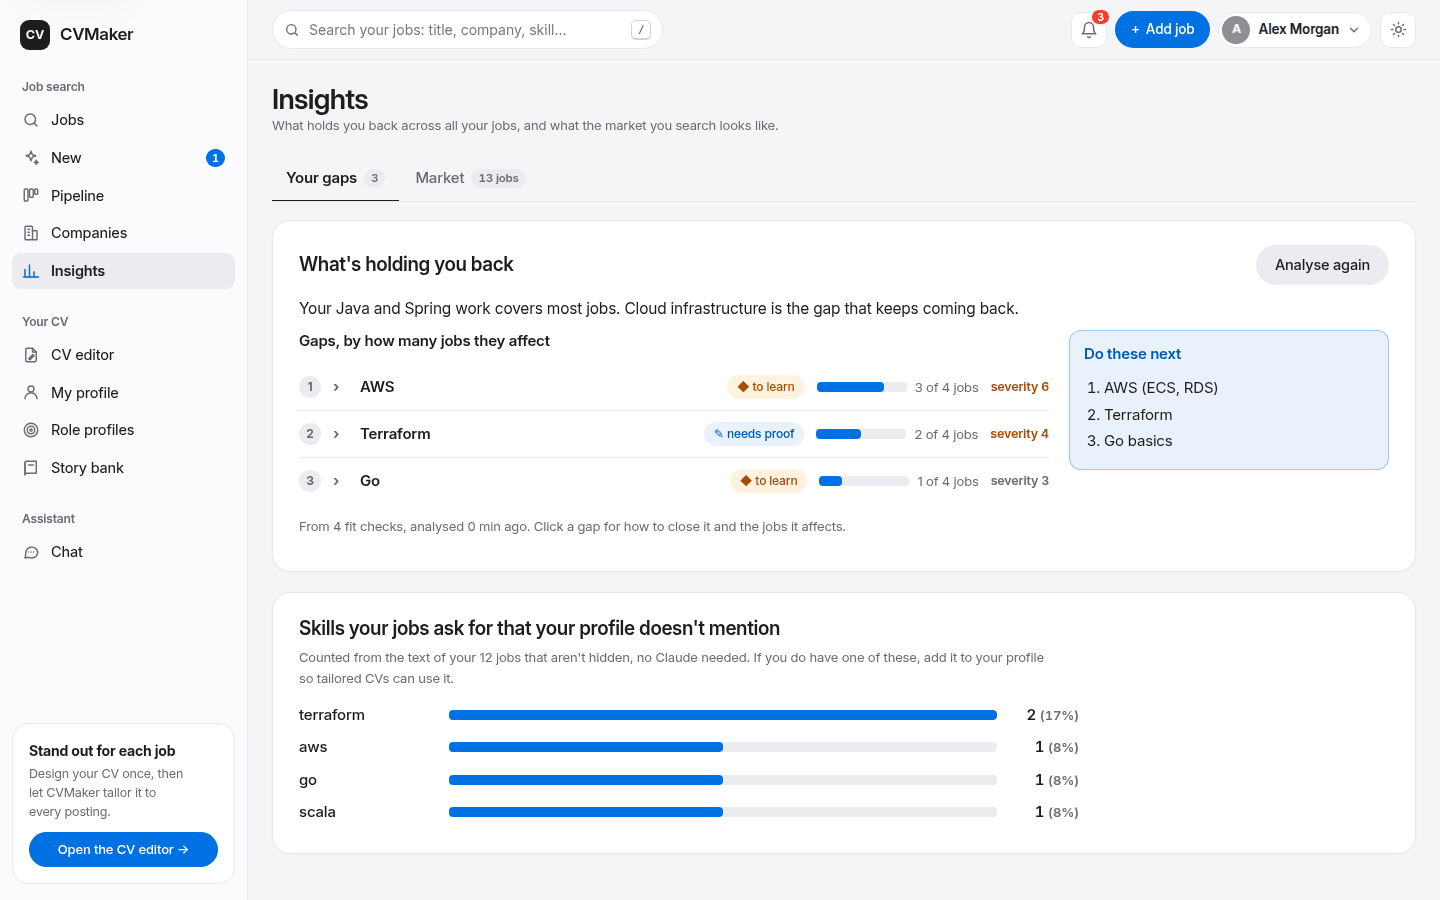 CV CVMaker
Search your jobs: title, company, skill... /
3
+ Add job
A Alex Morgan
Job search
Jobs
New 1
Pipeline
Companies
Insights
Your CV
CV editor
My profile
Role profiles
Story bank
Assistant
Chat
Stand out for each job
Design your CV once, then
let CVMaker tailor it to
every posting.
Open the CV editor →
Insights
What holds you back across all your jobs, and what the market you search looks like.
Your gaps 3 Market 13 jobs
What's holding you back
Analyse again
Your Java and Spring work covers most jobs. Cloud infrastructure is the gap that keeps coming back.
Gaps, by how many jobs they affect
1 › AWS ◆ to learn 3 of 4 jobs severity 6
2 › Terraform ✎ needs proof 2 of 4 jobs severity 4
3 › Go ◆ to learn 1 of 4 jobs severity 3
Do these next
1. AWS (ECS, RDS)
2. Terraform
3. Go basics
From 4 fit checks, analysed 0 min ago. Click a gap for how to close it and the jobs it affects.
Skills your jobs ask for that your profile doesn't mention
Counted from the text of your 12 jobs that aren't hidden, no Claude needed. If you do have one of these, add it to your profile
so tailored CVs can use it.
terraform 2 (17%)
aws 1 (8%)
go 1 (8%)
scala 1 (8%)